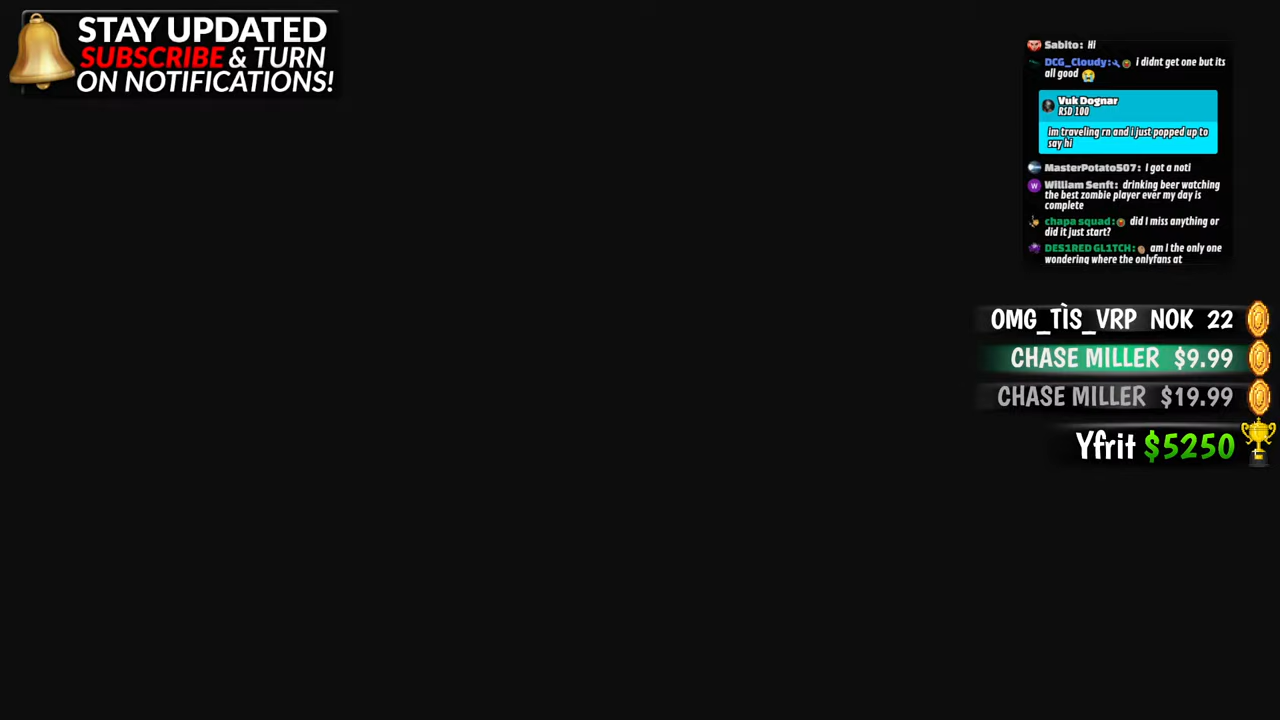 STAY UPDATED
SUBSCRIBE & TURN
ON NOTIFICATIONS!
Sabito: Hi
DCG_Cloudy: i didnt get one but its
all good
Vuk Dognar
RSD 100
im traveling rn and i just popped up to
say hi
MasterPotato507: I got a noti
William Senft: drinking beer watching
the best zombie player ever my day is
complete
chapa squad: did I miss anything or
did it just start?
DES1RED GL1TCH: am I the only one
wondering where the onlyfans at
OMG_TÌS_VRP NOK 22
CHASE MILLER $9.99
CHASE MILLER $19.99
Yfrit $5250